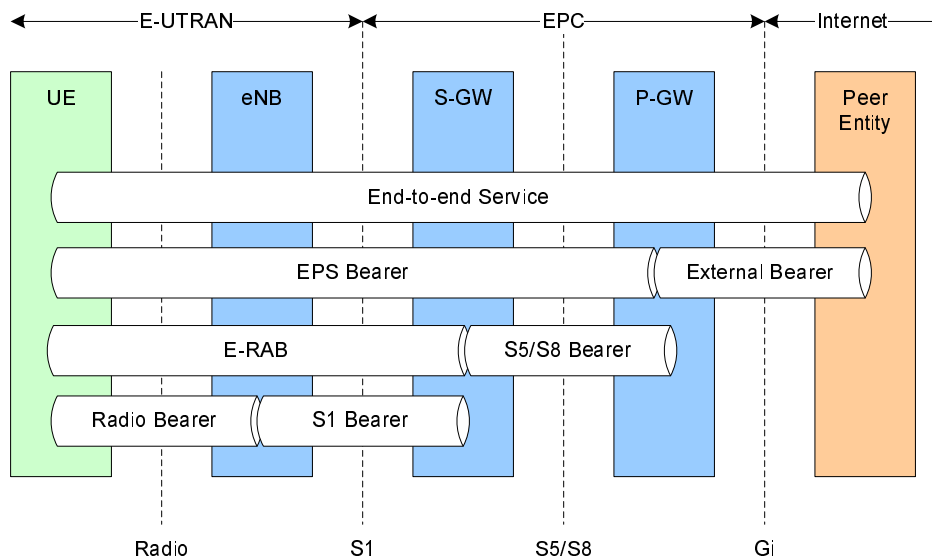 E-UTRAN EPC Internet
UE eNB S-GW P-GW Peer
Entity
End-to-end Service
EPS Bearer External Bearer
E-RAB S5/S8 Bearer
Radio Bearer S1 Bearer
Radio S1 S5/S8 Gi